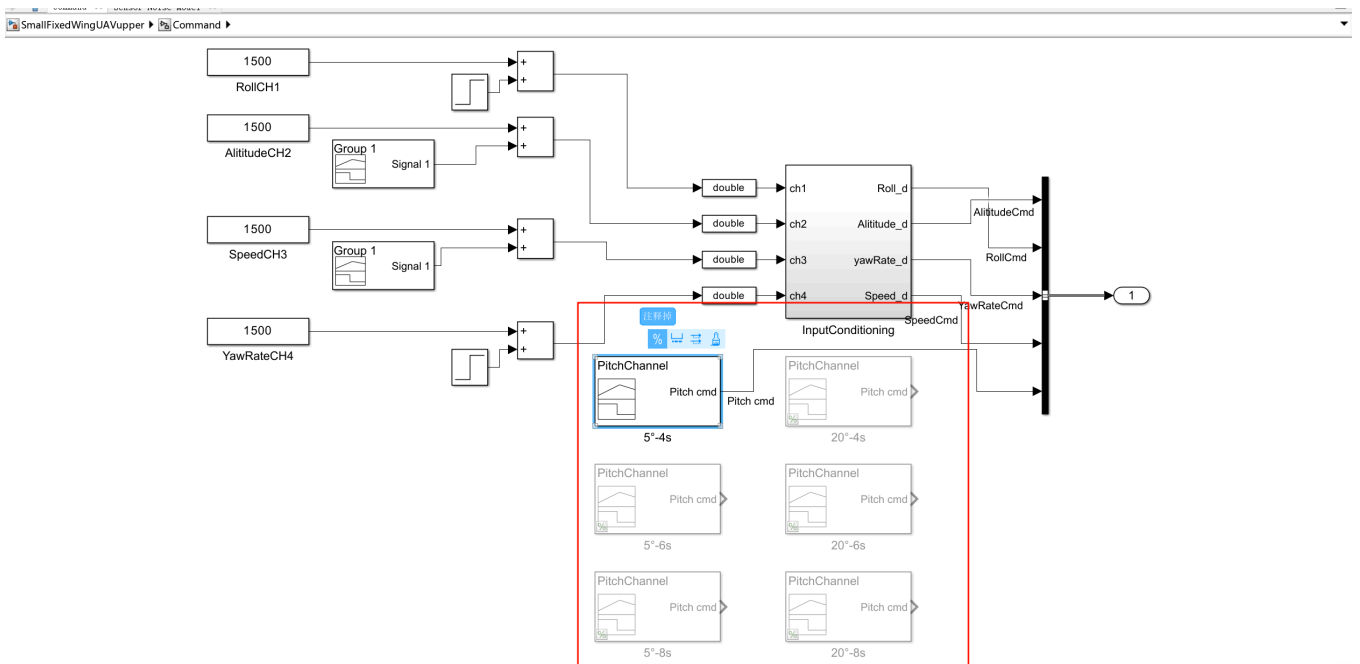 SmallFixedWingUAVupper ▶ Command ▶
1500
RollCH1
+
+
1500
AlititudeCH2
Group 1
Signal 1
+
+
1500
SpeedCH3
Group 1
Signal 1
+
+
1500
YawRateCH4
+
+
double
double
double
double
ch1
Roll_d
ch2
Alititude_d
ch3
yawRate_d
ch4
Speed_d
InputConditioning
AlititudeCmd
RollCmd
YawRateCmd
SpeedCmd
1
注释掉
%
PitchChannel
Pitch cmd
Pitch cmd
5°-4s
PitchChannel
Pitch cmd
%
20°-4s
PitchChannel
Pitch cmd
%
5°-6s
PitchChannel
Pitch cmd
%
20°-6s
PitchChannel
Pitch cmd
%
5°-8s
PitchChannel
Pitch cmd
%
20°-8s